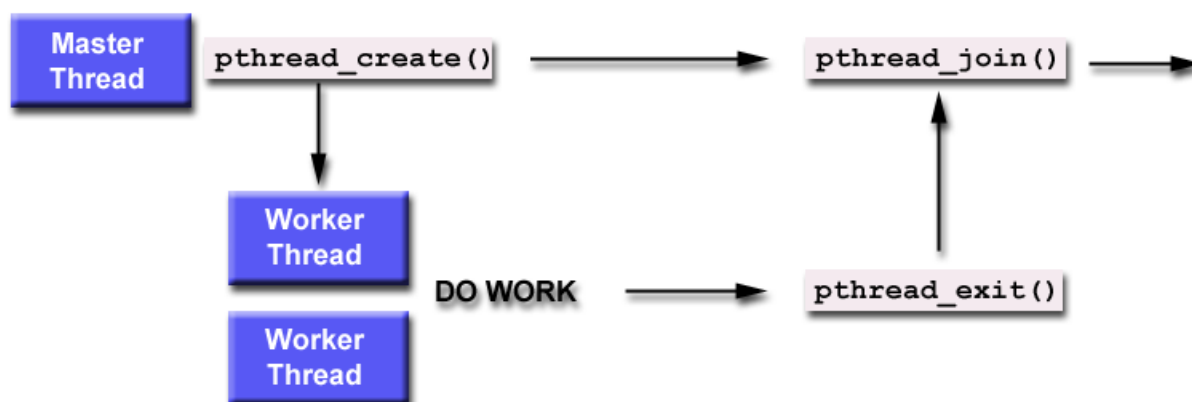 Master
Thread
pthread_create()
pthread_join()
Worker
Thread
DO WORK
pthread_exit()
Worker
Thread